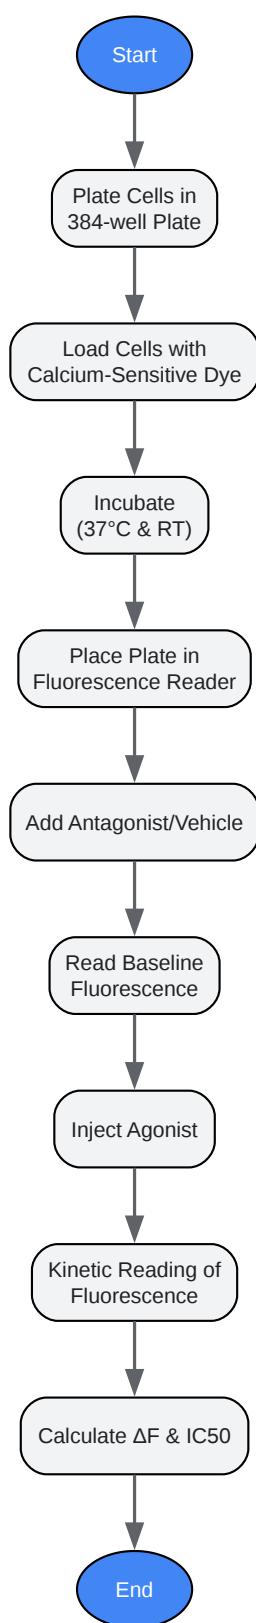 Start
Plate Cells in
384-well Plate
Load Cells with
Calcium-Sensitive Dye
Incubate
(37°C & RT)
Place Plate in
Fluorescence Reader
Add Antagonist/Vehicle
Read Baseline
Fluorescence
Inject Agonist
Kinetic Reading of
Fluorescence
Calculate ΔF & IC50
End